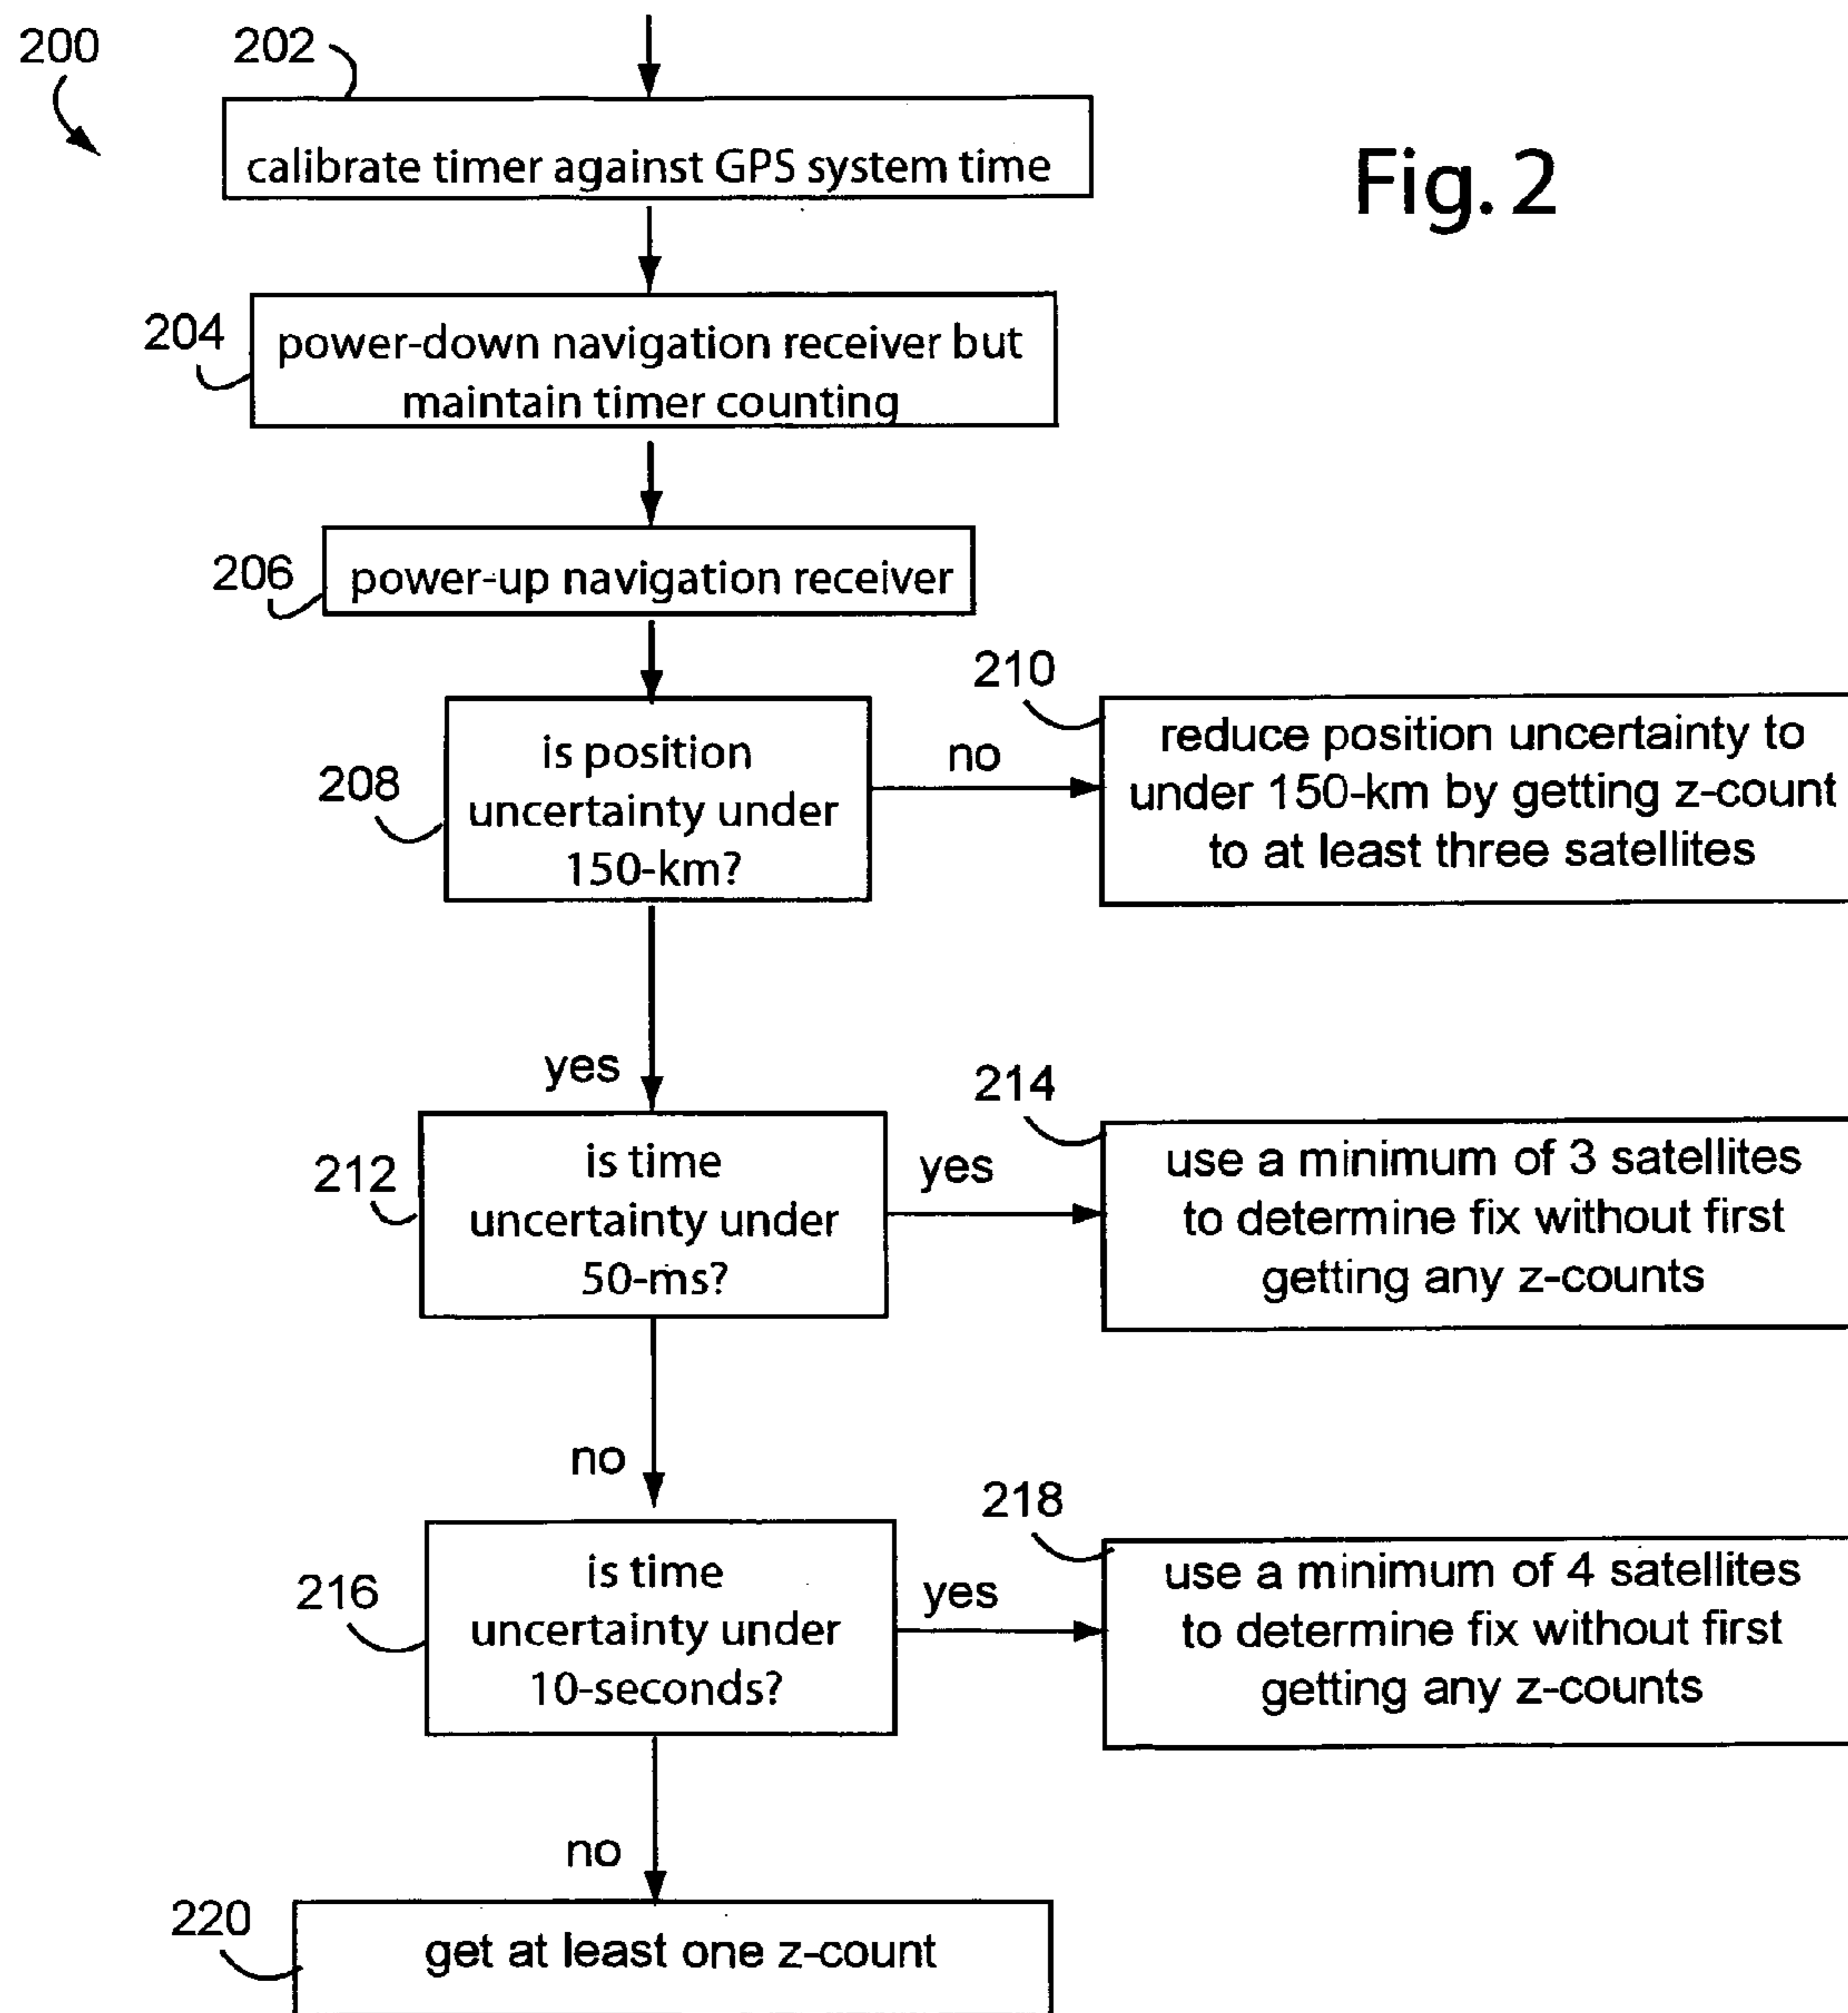 200
202
calibrate timer against GPS system time
Fig. 2
204
power-down navigation receiver but
maintain timer counting
206
power-up navigation receiver
208
is position
uncertainty under
150-km?
no
210
reduce position uncertainty to
under 150-km by getting z-count
to at least three satellites
yes
212
is time
uncertainty under
50-ms?
yes
214
use a minimum of 3 satellites
to determine fix without first
getting any z-counts
no
216
is time
uncertainty under
10-seconds?
yes
218
use a minimum of 4 satellites
to determine fix without first
getting any z-counts
no
220
get at least one z-count